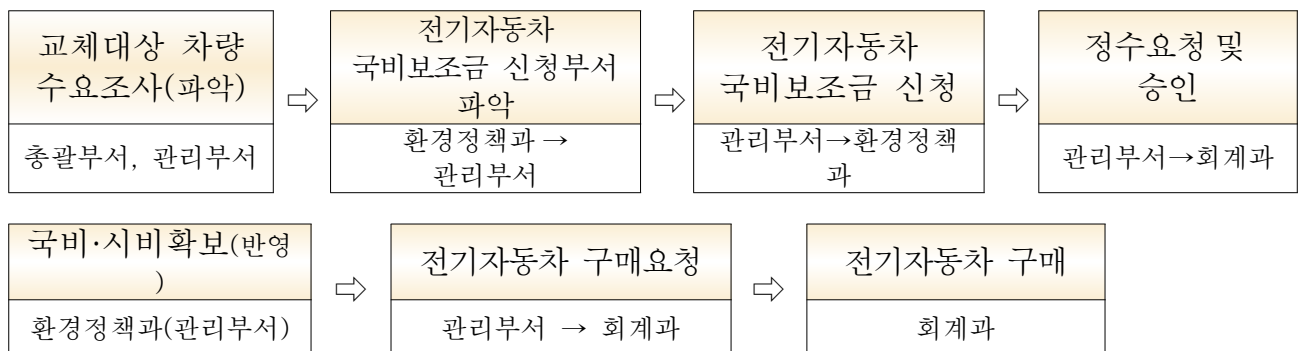 교체대상 차량
수요조사(파악)
총괄부서, 관리부서
⇨
전기자동차
국비보조금 신청부서
파악
환경정책과 →
관리부서
⇨
전기자동차
국비보조금 신청
관리부서→환경정책
과
⇨
정수요청 및
승인
관리부서→회계과
국비·시비확보(반영
)
환경정책과(관리부서)
⇨
전기자동차 구매요청
관리부서 → 회계과
⇨
전기자동차 구매
회계과